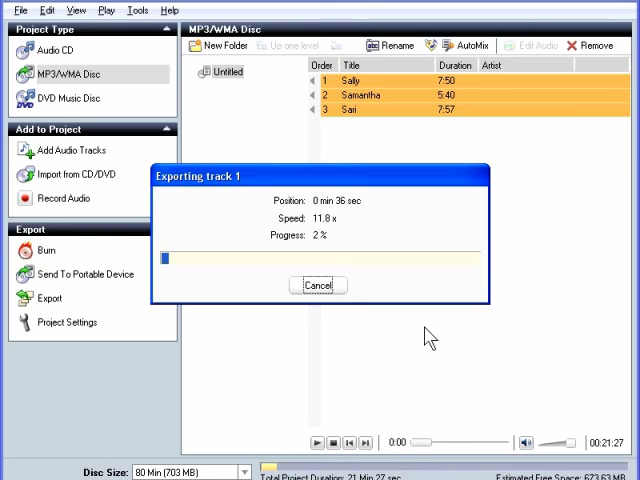 File Edit View Play Tools Help
Project Type
Audio CD
MP3/WMA Disc
DVD Music Disc
Add to Project
Add Audio Tracks
Import from CD/DVD
Record Audio
Export
Burn
Send To Portable Device
Export
Project Settings
MP3/WMA Disc
New Folder Up one level Rename AutoMix Edit Audio Remove
Untitled
Order Title Duration Artist
1 Sally 7:50
2 Samantha 5:40
3 Sari 7:57
Exporting track 1
Position: 0 min 36 sec
Speed: 11.8 x
Progress: 2 %
Cancel
0:00 00:21:27
Disc Size: 80 Min (703 MB)
Total Project Duration: 21 Min 27 sec Estimated Free Space: 673.63 MB